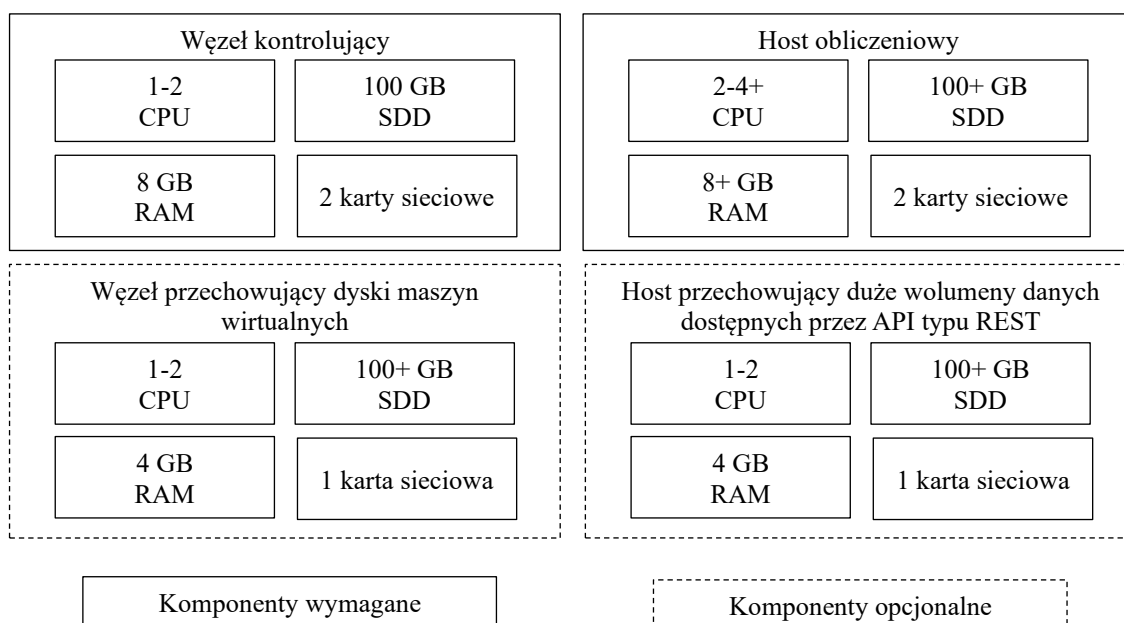 Węzeł kontrolujący
1-2
CPU
100 GB
SDD
8 GB
RAM
2 karty sieciowe
Host obliczeniowy
2-4+
CPU
100+ GB
SDD
8+ GB
RAM
2 karty sieciowe
Węzeł przechowujący dyski maszyn
wirtualnych
1-2
CPU
100+ GB
SDD
4 GB
RAM
1 karta sieciowa
Host przechowujący duże wolumeny danych
dostępnych przez API typu REST
1-2
CPU
100+ GB
SDD
4 GB
RAM
1 karta sieciowa
Komponenty wymagane
Komponenty opcjonalne